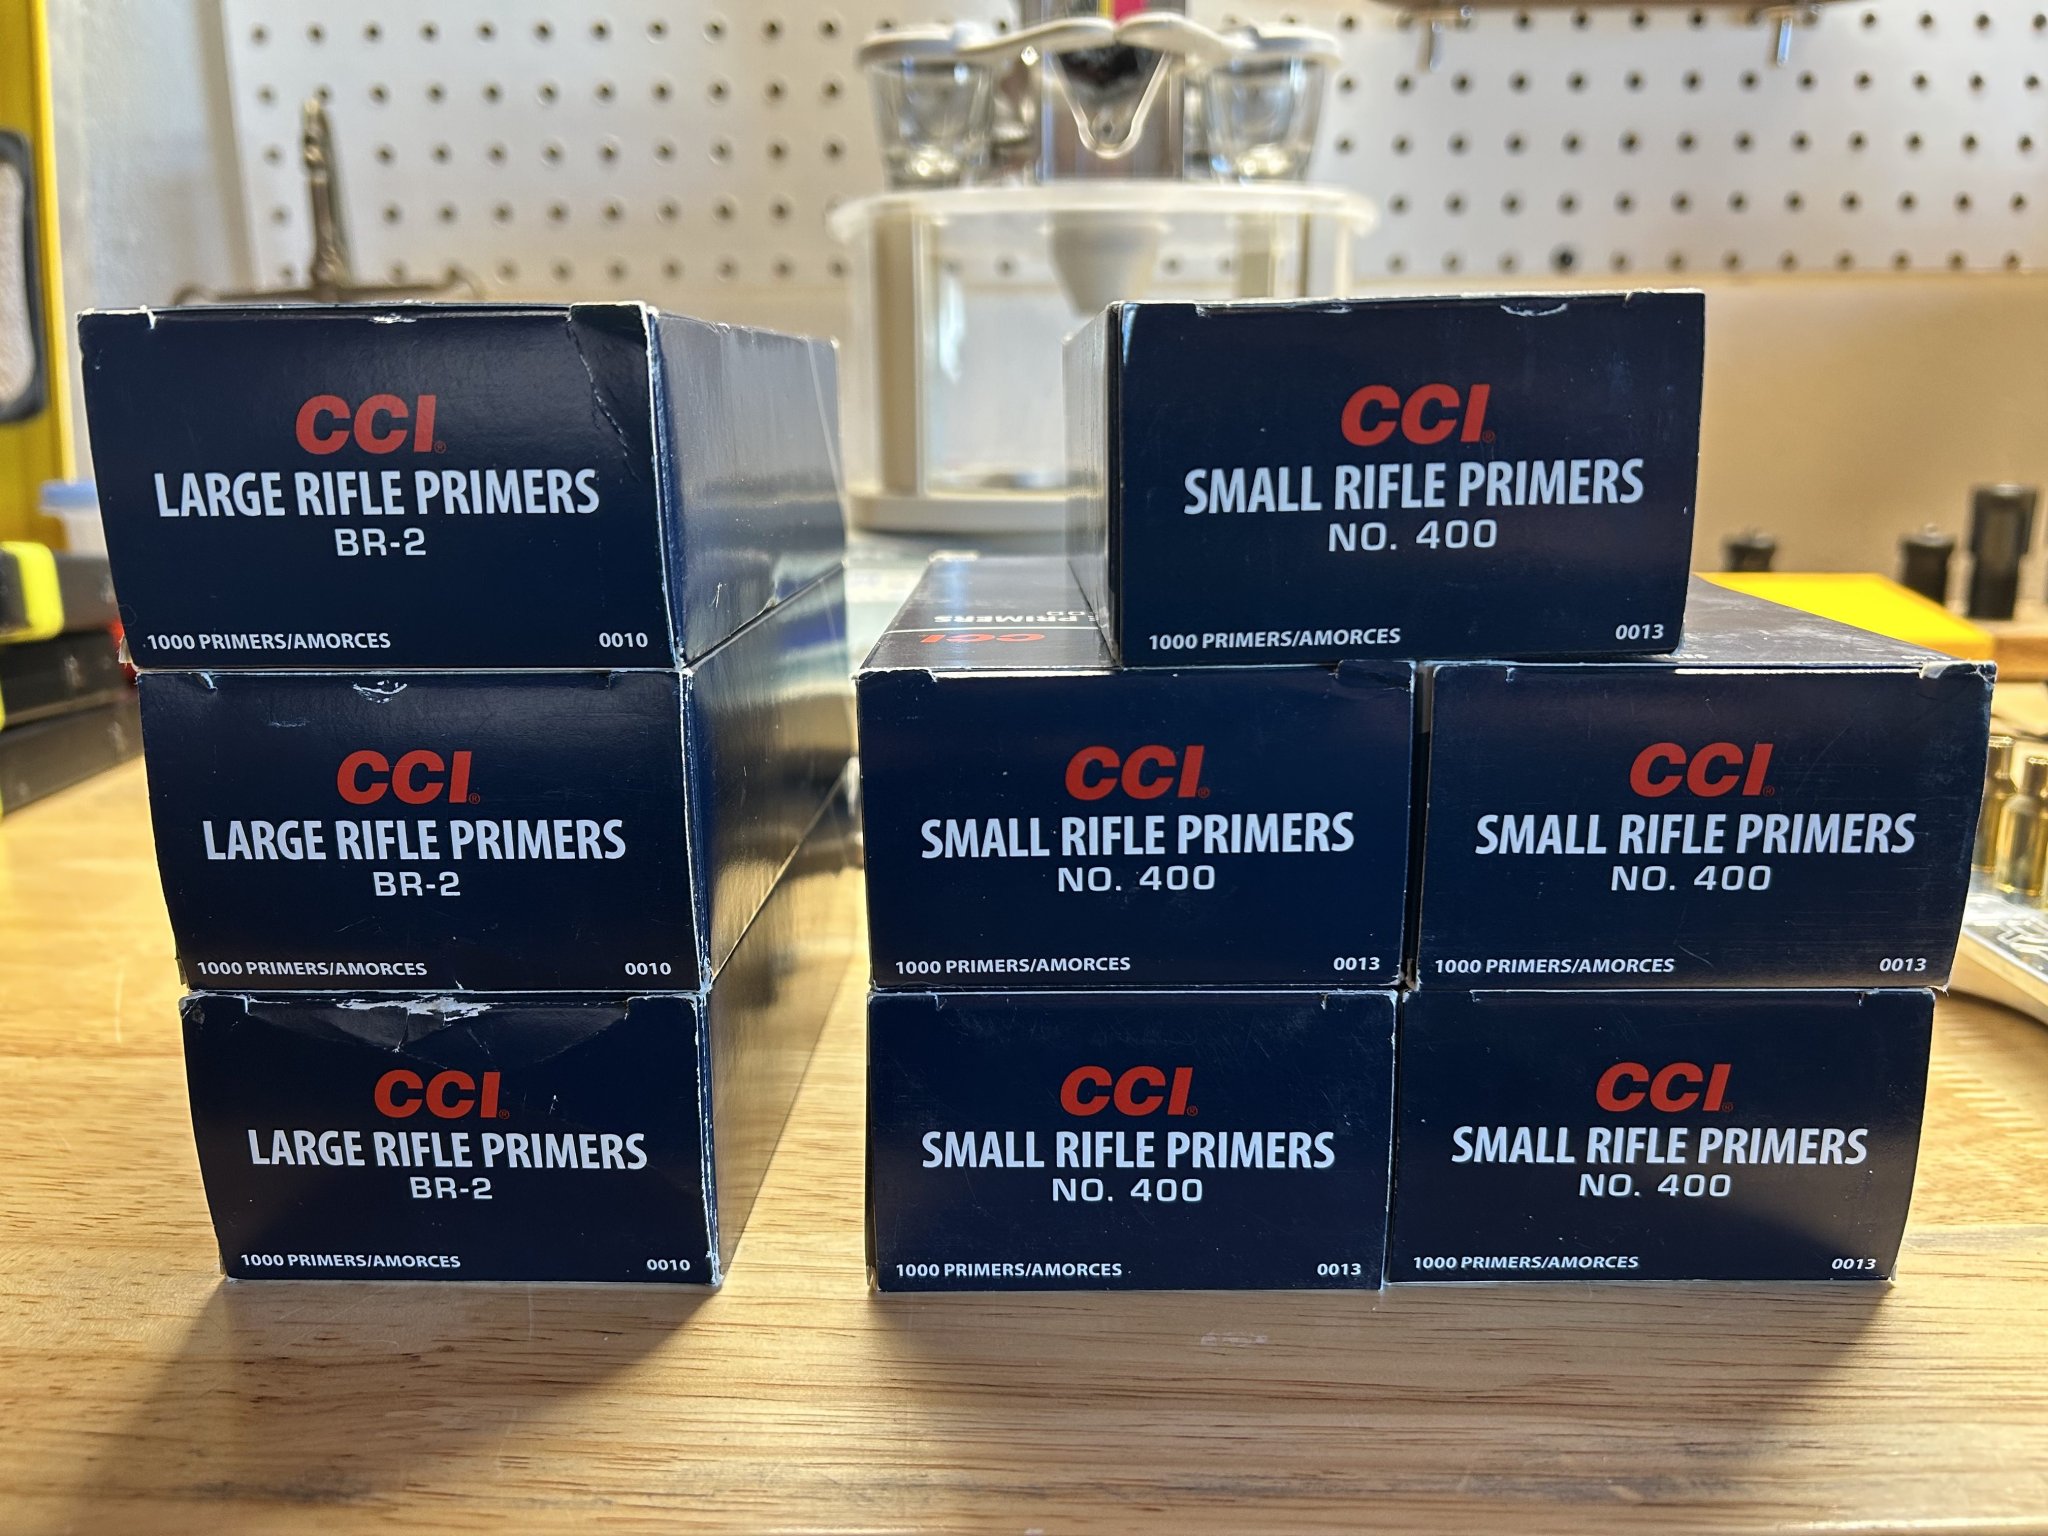 CCI®
LARGE RIFLE PRIMERS
BR-2
1000 PRIMERS/AMORCES 0010
CCI®
LARGE RIFLE PRIMERS
BR-2
1000 PRIMERS/AMORCES 0010
CCI®
LARGE RIFLE PRIMERS
BR-2
1000 PRIMERS/AMORCES 0010
CCI®
SMALL RIFLE PRIMERS
NO. 400
1000 PRIMERS/AMORCES 0013
CCI
PRIMERS
CCI®
SMALL RIFLE PRIMERS
NO. 400
1000 PRIMERS/AMORCES 0013
CCI®
SMALL RIFLE PRIMERS
NO. 400
1000 PRIMERS/AMORCES 0013
CCI®
SMALL RIFLE PRIMERS
NO. 400
1000 PRIMERS/AMORCES 0013
CCI®
SMALL RIFLE PRIMERS
NO. 400
1000 PRIMERS/AMORCES 0013